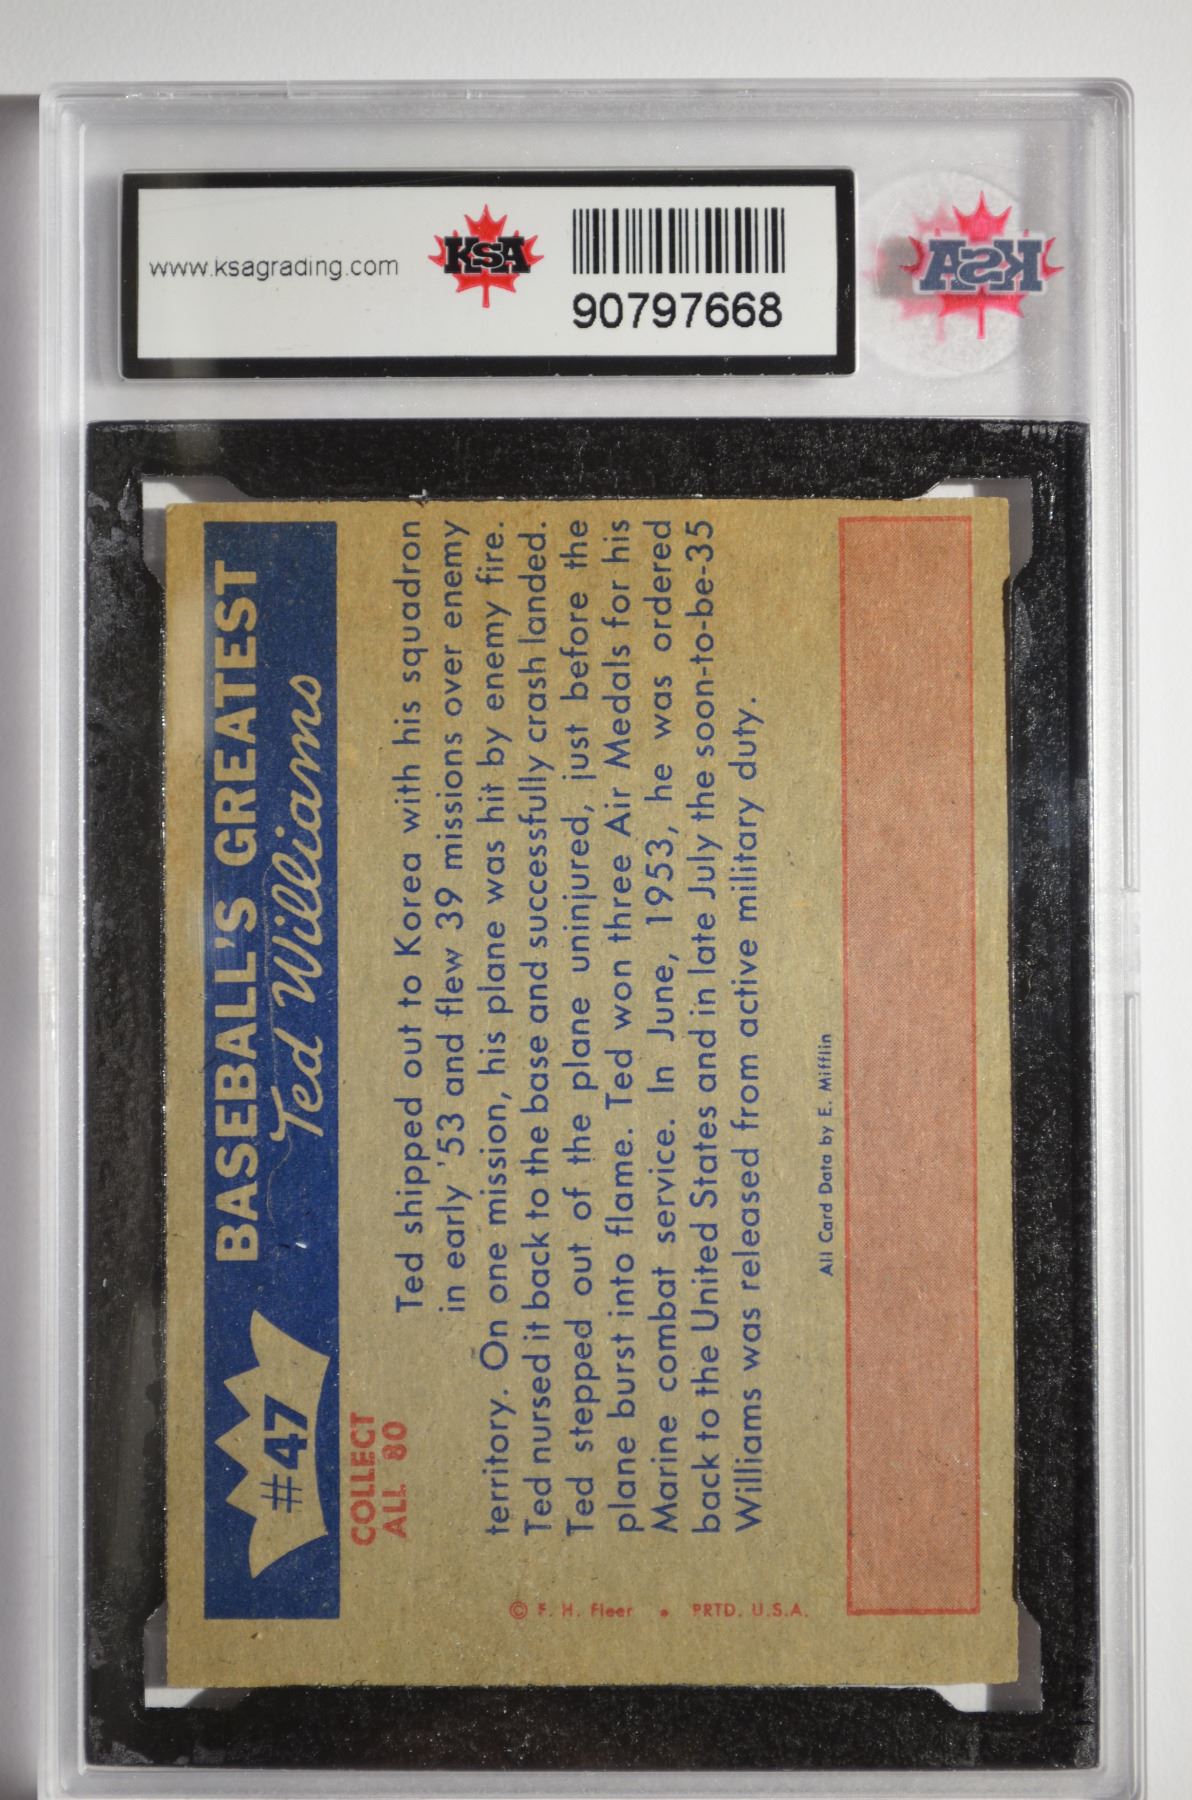 www.ksagrading.com
KSA
90797668
KSA
#47
BASEBALL'S GREATEST
Ted Williams
COLLECT
ALL 80
Ted shipped out to Korea with his squadron
in early '53 and flew 39 missions over enemy
territory. On one mission, his plane was hit by enemy fire.
Ted nursed it back to the base and successfully crash landed.
Ted stepped out of the plane uninjured, just before the
plane burst into flame. Ted won three Air Medals for his
Marine combat service. In June, 1953, he was ordered
back to the United States and in late July the soon-to-be-35
Williams was released from active military duty.
© F. H. Fleer • PRTD. U.S.A.
All Card Data by E. Mifflin